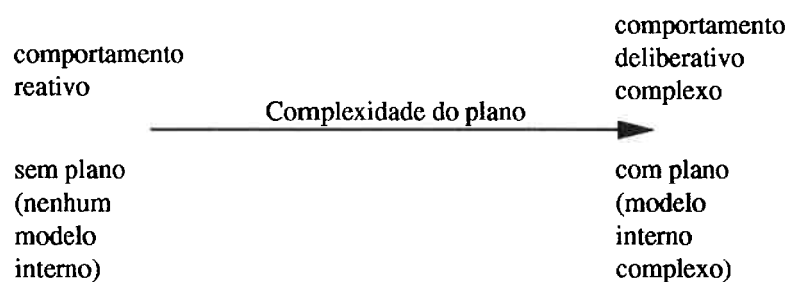 comportamento
reativo
comportamento
deliberativo
complexo
Complexidade do plano
sem plano
(nenhum
modelo
interno)
com plano
(modelo
interno
complexo)